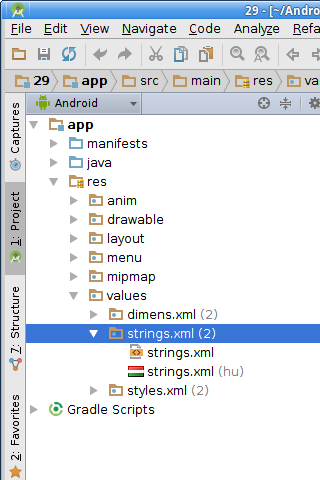 29 - [~/Andro
File Edit View Navigate Code Analyze Refa
29 app src main res va
Android
app
manifests
java
res
anim
drawable
layout
menu
mipmap
values
dimens.xml (2)
strings.xml (2)
strings.xml
strings.xml (hu)
styles.xml (2)
Gradle Scripts
Captures
1: Project
7: Structure
2: Favorites